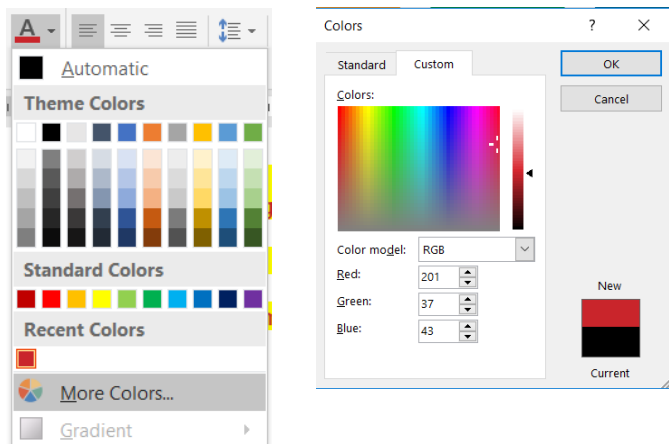 A
Automatic
Theme Colors
Standard Colors
Recent Colors
More Colors...
Gradient
Colors
?
Standard
Custom
OK
Cancel
Colors:
Color model: RGB
Red: 201
Green: 37
Blue: 43
New
Current